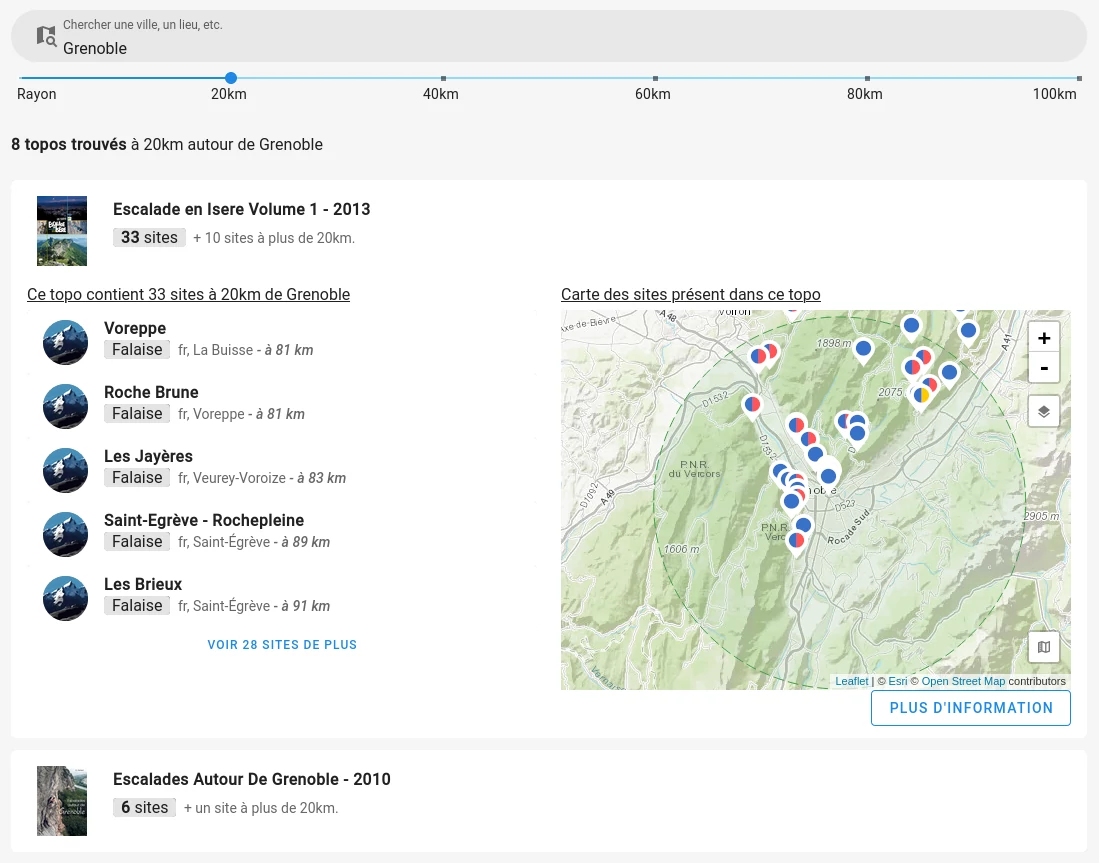 Chercher une ville, un lieu, etc.
Grenoble
Rayon 20km 40km 60km 80km 100km
8 topos trouvés à 20km autour de Grenoble
Escalade en Isere Volume 1 - 2013
33 sites + 10 sites à plus de 20km.
Ce topo contient 33 sites à 20km de Grenoble
Voreppe
Falaise fr, La Buisse - à 81 km
Roche Brune
Falaise fr, Voreppe - à 81 km
Les Jayères
Falaise fr, Veurey-Voroize - à 83 km
Saint-Egrève - Rochepleine
Falaise fr, Saint-Égrève - à 89 km
Les Brieux
Falaise fr, Saint-Égrève - à 91 km
VOIR 28 SITES DE PLUS
Carte des sites présent dans ce topo
A 48
Voiron
1898 m
A41
+
-
D1532
2075
D1532
P.N.R.
du Vercors
D1092
A 49
D523
P.N.R.
Rocade Sud
2905 m
1606 m
Leaflet | © Esri © Open Street Map contributors
PLUS D'INFORMATION
Escalades Autour De Grenoble - 2010
6 sites + un site à plus de 20km.
Grenoble